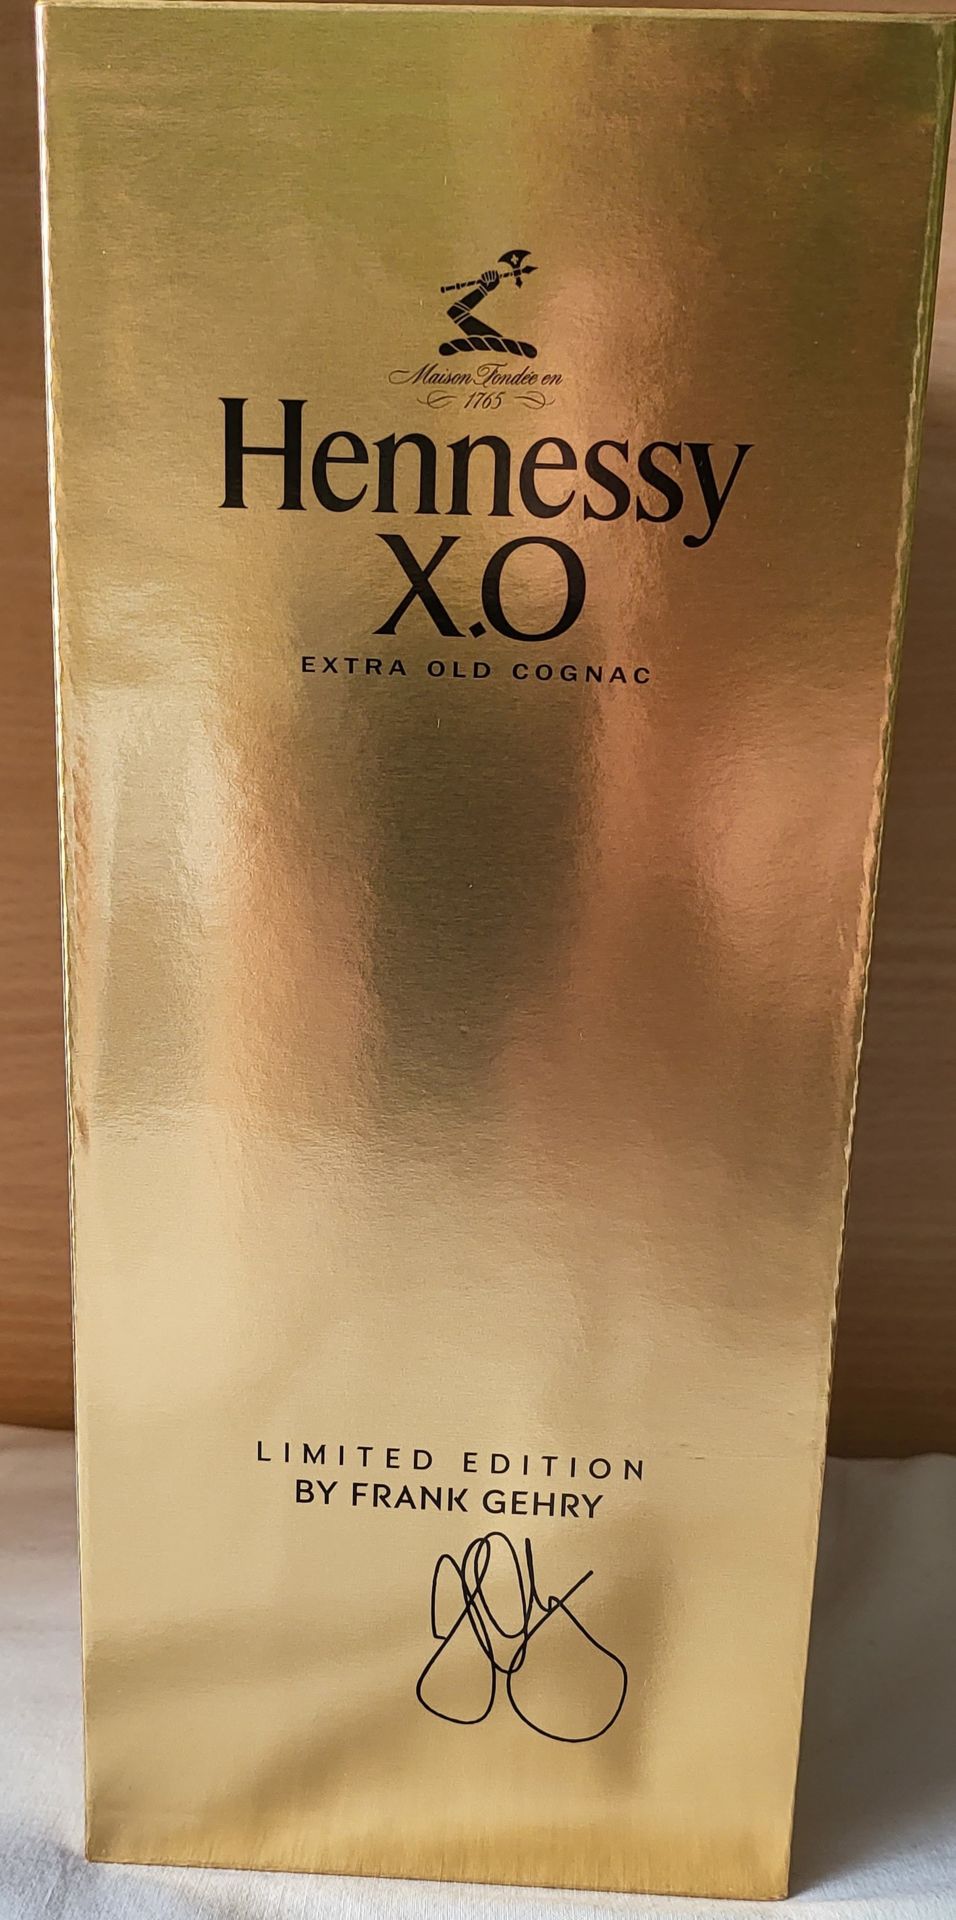 Maison Fondée en
1765
Hennessy
X.O
EXTRA OLD COGNAC
LIMITED EDITION
BY FRANK GEHRY